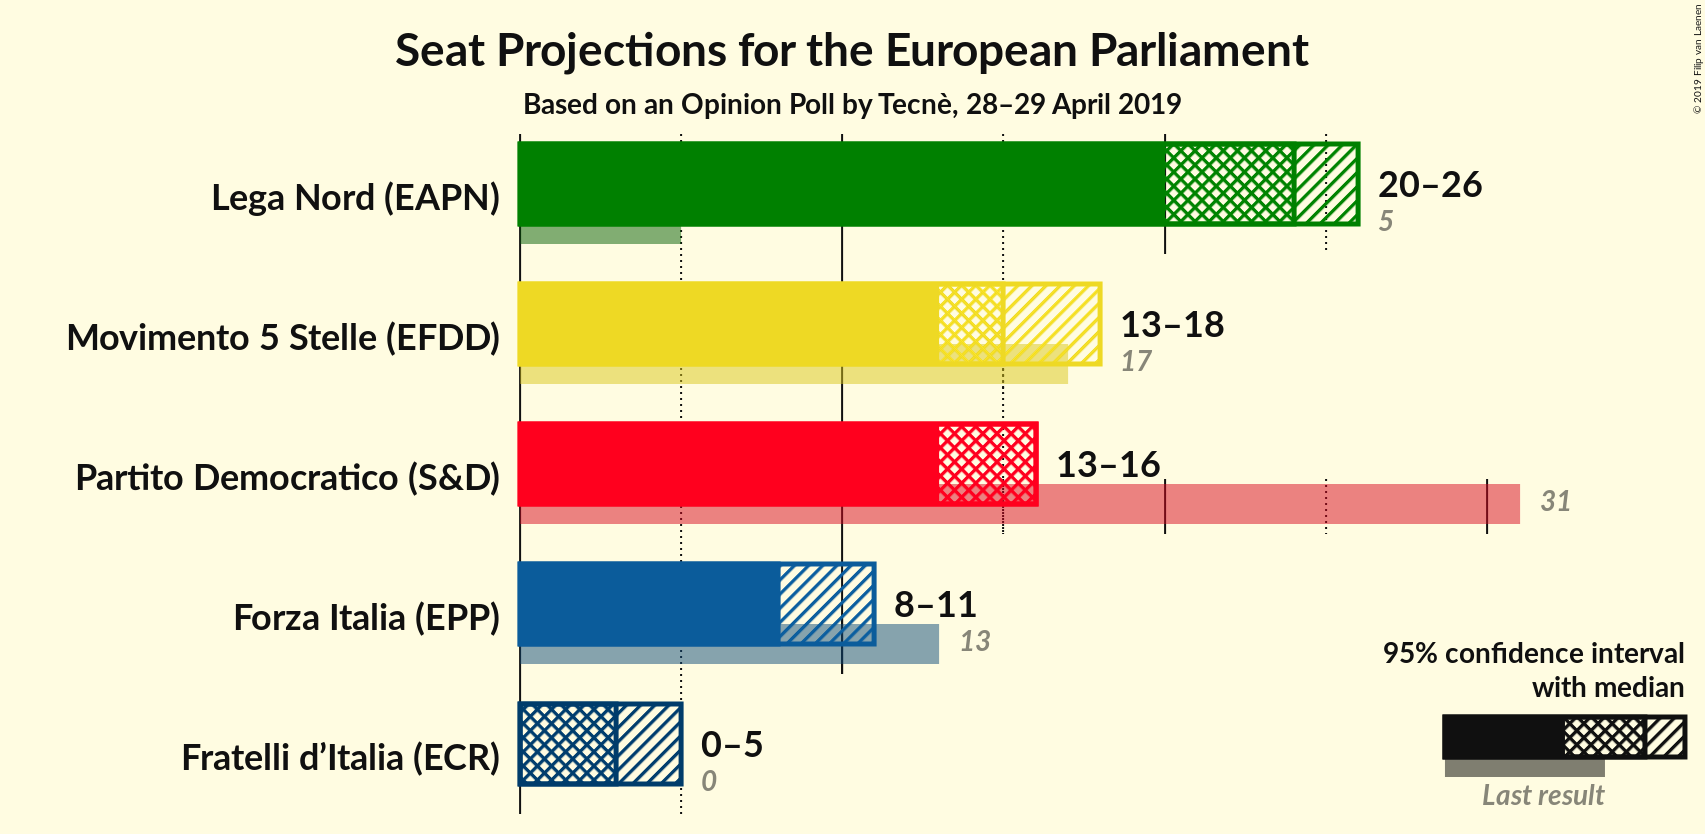 Seat Projections for the European Parliament
Based on an Opinion Poll by Tecnè, 28–29 April 2019
© 2019 Filip van Laenen
Lega Nord (EAPN)
20–26
5
Movimento 5 Stelle (EFDD)
13–18
17
Partito Democratico (S&D)
13–16
31
Forza Italia (EPP)
8–11
13
Fratelli d’Italia (ECR)
0–5
0
95% confidence interval
with median
Last result